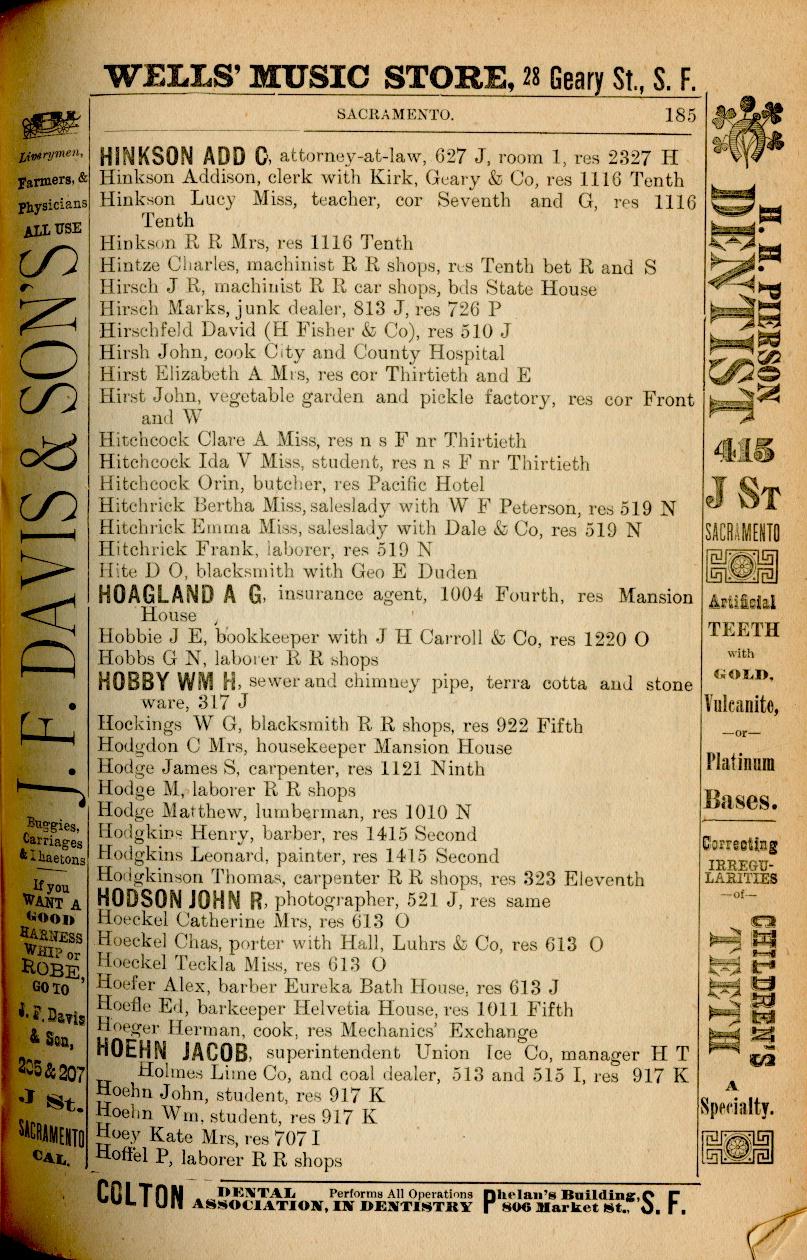 WELLS' MUSIC STORE, 28 Geary St., S. F.
SACRAMENTO. 185
HINKSON ADD C, attorney-at-law, 627 J, room 1, res 2327 H
Hinkson Addison, clerk with Kirk, Geary & Co, res 1116 Tenth
Hinkson Lucy Miss, teacher, cor Seventh and G, res 1116
Tenth
Hinkson R R Mrs, res 1116 Tenth
Hintze Charles, machinist R R shops, res Tenth bet R and S
Hirsch J R, machinist R R car shops, bds State House
Hirsch Marks, junk dealer, 813 J, res 726 P
Hirschfeld David (H Fisher & Co), res 510 J
Hirsh John, cook City and County Hospital
Hirst Elizabeth A Mrs, res cor Thirtieth and E
Hirst John, vegetable garden and pickle factory, res cor Front
and W
Hitchcock Clare A Miss, res n s F nr Thirtieth
Hitchcock Ida V Miss, student, res n s F nr Thirtieth
Hitchcock Orin, butcher, res Pacific Hotel
Hitchrick Bertha Miss, saleslady with W F Peterson, res 519 N
Hitchrick Emma Miss, saleslady with Dale & Co, res 519 N
Hitchrick Frank, laborer, res 519 N
Hite D O, blacksmith with Geo E Duden
HOAGLAND A G, insurance agent, 1004 Fourth, res Mansion
House
Hobbie J E, bookkeeper with J H Carroll & Co, res 1220 O
Hobbs G N, laborer R R shops
HOBBY WM H, sewer and chimney pipe, terra cotta and stone
ware, 317 J
Hockings W G, blacksmith R R shops, res 922 Fifth
Hodgdon C Mrs, housekeeper Mansion House
Hodge James S, carpenter, res 1121 Ninth
Hodge M, laborer R R shops
Hodge Matthew, lumberman, res 1010 N
Hodgkins Henry, barber, res 1415 Second
Hodgkins Leonard, painter, res 1415 Second
Hodgkinson Thomas, carpenter R R shops, res 323 Eleventh
HODSON JOHN R, photographer, 521 J, res same
Hoeckel Catherine Mrs, res 613 O
Hoeckel Chas, porter with Hall, Luhrs & Co, res 613 O
Hoeckel Teckla Miss, res 613 O
Hoefer Alex, barber Eureka Bath House, res 613 J
Hoefle Ed, barkeeper Helvetia House, res 1011 Fifth
Hoeger Herman, cook, res Mechanics' Exchange
HOEHN JACOB, superintendent Union Ice Co, manager H T
Holmes Lime Co, and coal dealer, 513 and 515 I, res 917 K
Hoehn John, student, res 917 K
Hoehn Wm, student, res 917 K
Hoey Kate Mrs, res 707 I
Hoffel P, laborer R R shops
Liverymen,
Farmers, &
Physicians
ALL USE
J. F. DAVIS & SON'S
Buggies,
Carriages
& Phaetons
If you
WANT A
GOOD
HARNESS
WHIP or
ROBE,
GO TO
J. F. Davis
& Son,
205 & 207
J St.
SACRAMENTO
CAL.
H. H. PIERSON
DENTIST
415
J ST
SACRAMENTO
Artificial
TEETH
with
GOLD,
Vulcanite,
—or—
Platinum
Bases.
Correcting
IRREGU-
LARITIES
—of—
CHILDREN'S
TEETH
A
Specialty.
COLTON DENTAL ASSOCIATION, Performs All Operations IN DENTISTRY Phelan's Building, 806 Market St., S. F.